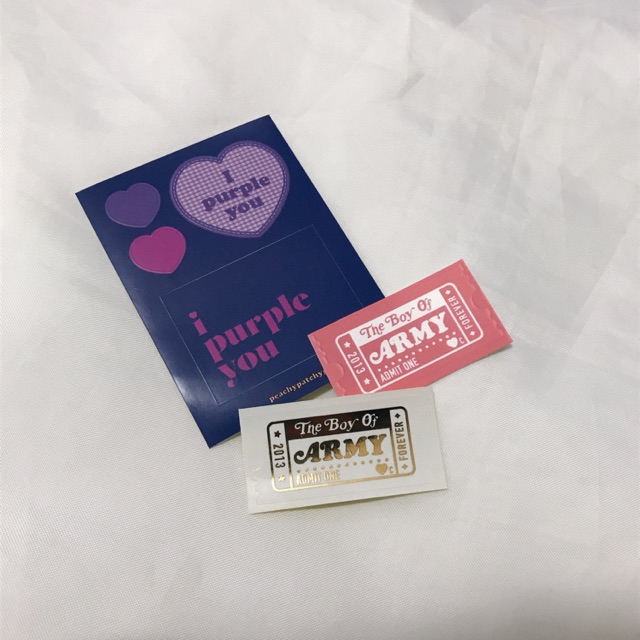 i
purple
you
i
purple
you
peachypatchy
The Boy Of
ARMY
ADMIT ONE
2013
FOREVER
c
The Boy Of
ARMY
ADMIT ONE
2013
FOREVER
c